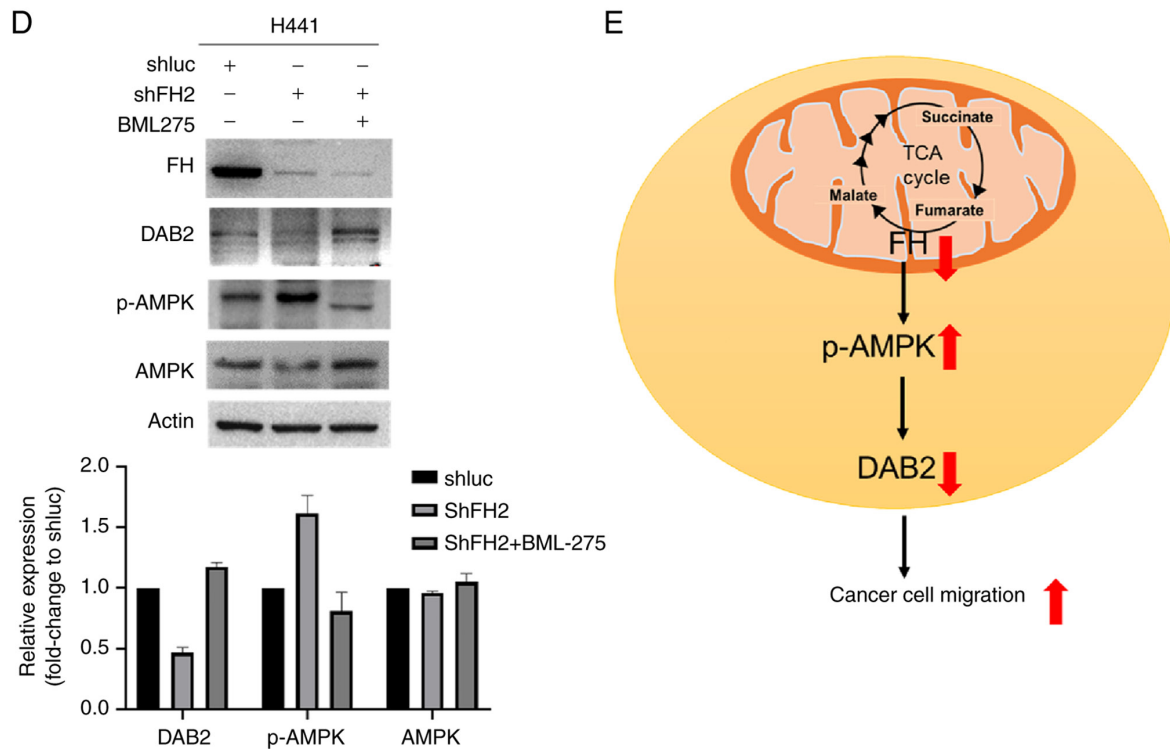 D
H441
shluc + – –
shFH2 – + +
BML275 – – +
FH
DAB2
p-AMPK
AMPK
Actin
Relative expression
(fold-change to shluc)
2.0
1.5
1.0
0.5
0.0
shluc
ShFH2
ShFH2+BML-275
DAB2 p-AMPK AMPK
E
Succinate
TCA
cycle
Malate
Fumarate
FH
p-AMPK
DAB2
Cancer cell migration